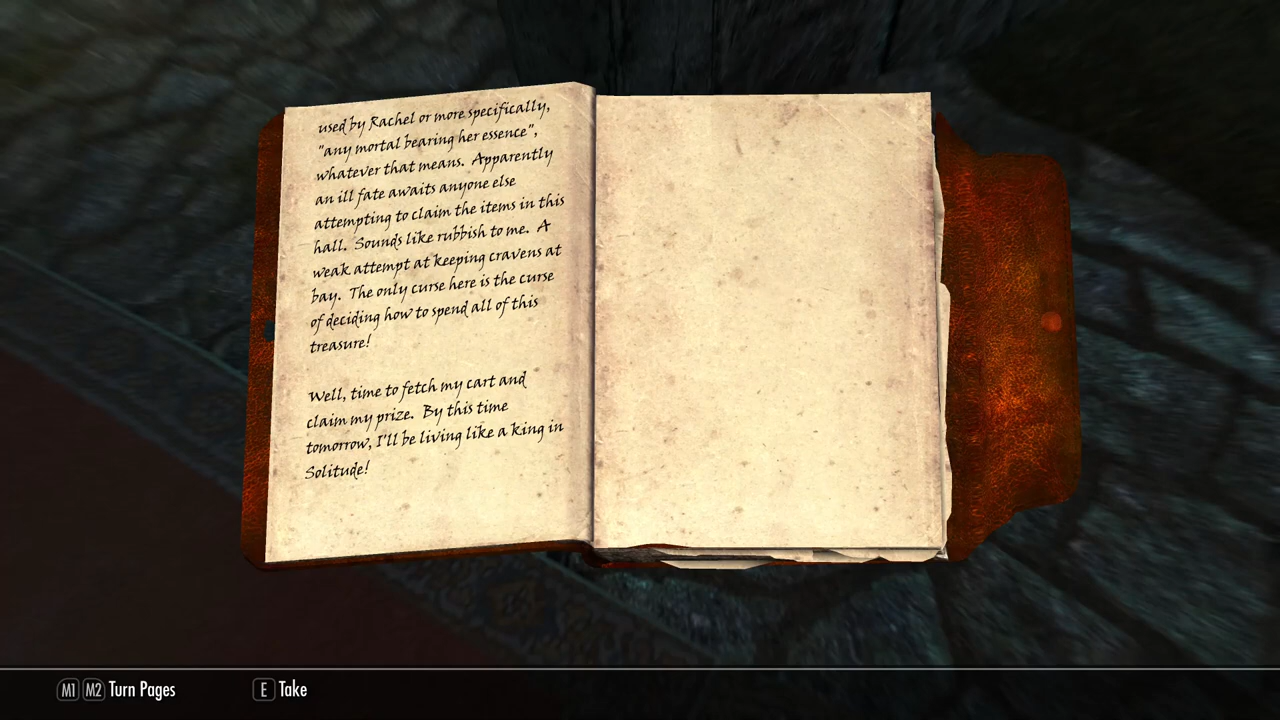 used by Rachel or more specifically,
"any mortal bearing her essence",
whatever that means.  Apparently
an ill fate awaits anyone else
attempting to claim the items in this
hall.  Sounds like rubbish to me.  A
weak attempt at keeping cravens at
bay.  The only curse here is the curse
of deciding how to spend all of this
treasure!

Well, time to fetch my cart and
claim my prize.  By this time
tomorrow, I'll be living like a king in
Solitude!
M1 M2 Turn Pages
E Take